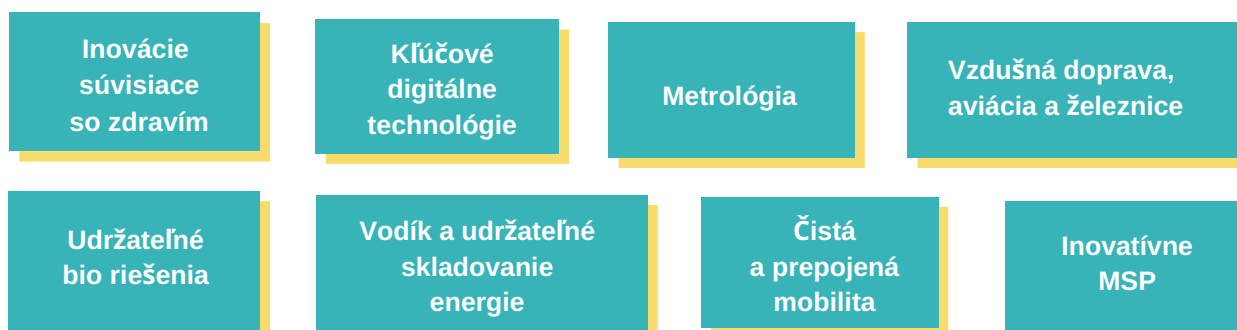 Inovácie
súvisiace
so zdravím
Kľúčové
digitálne
technológie
Metrológia
Vzdušná doprava,
aviácia a železnice
Udržateľné
bio riešenia
Vodík a udržateľné
skladovanie
energie
Čistá
a prepojená
mobilita
Inovatívne
MSP